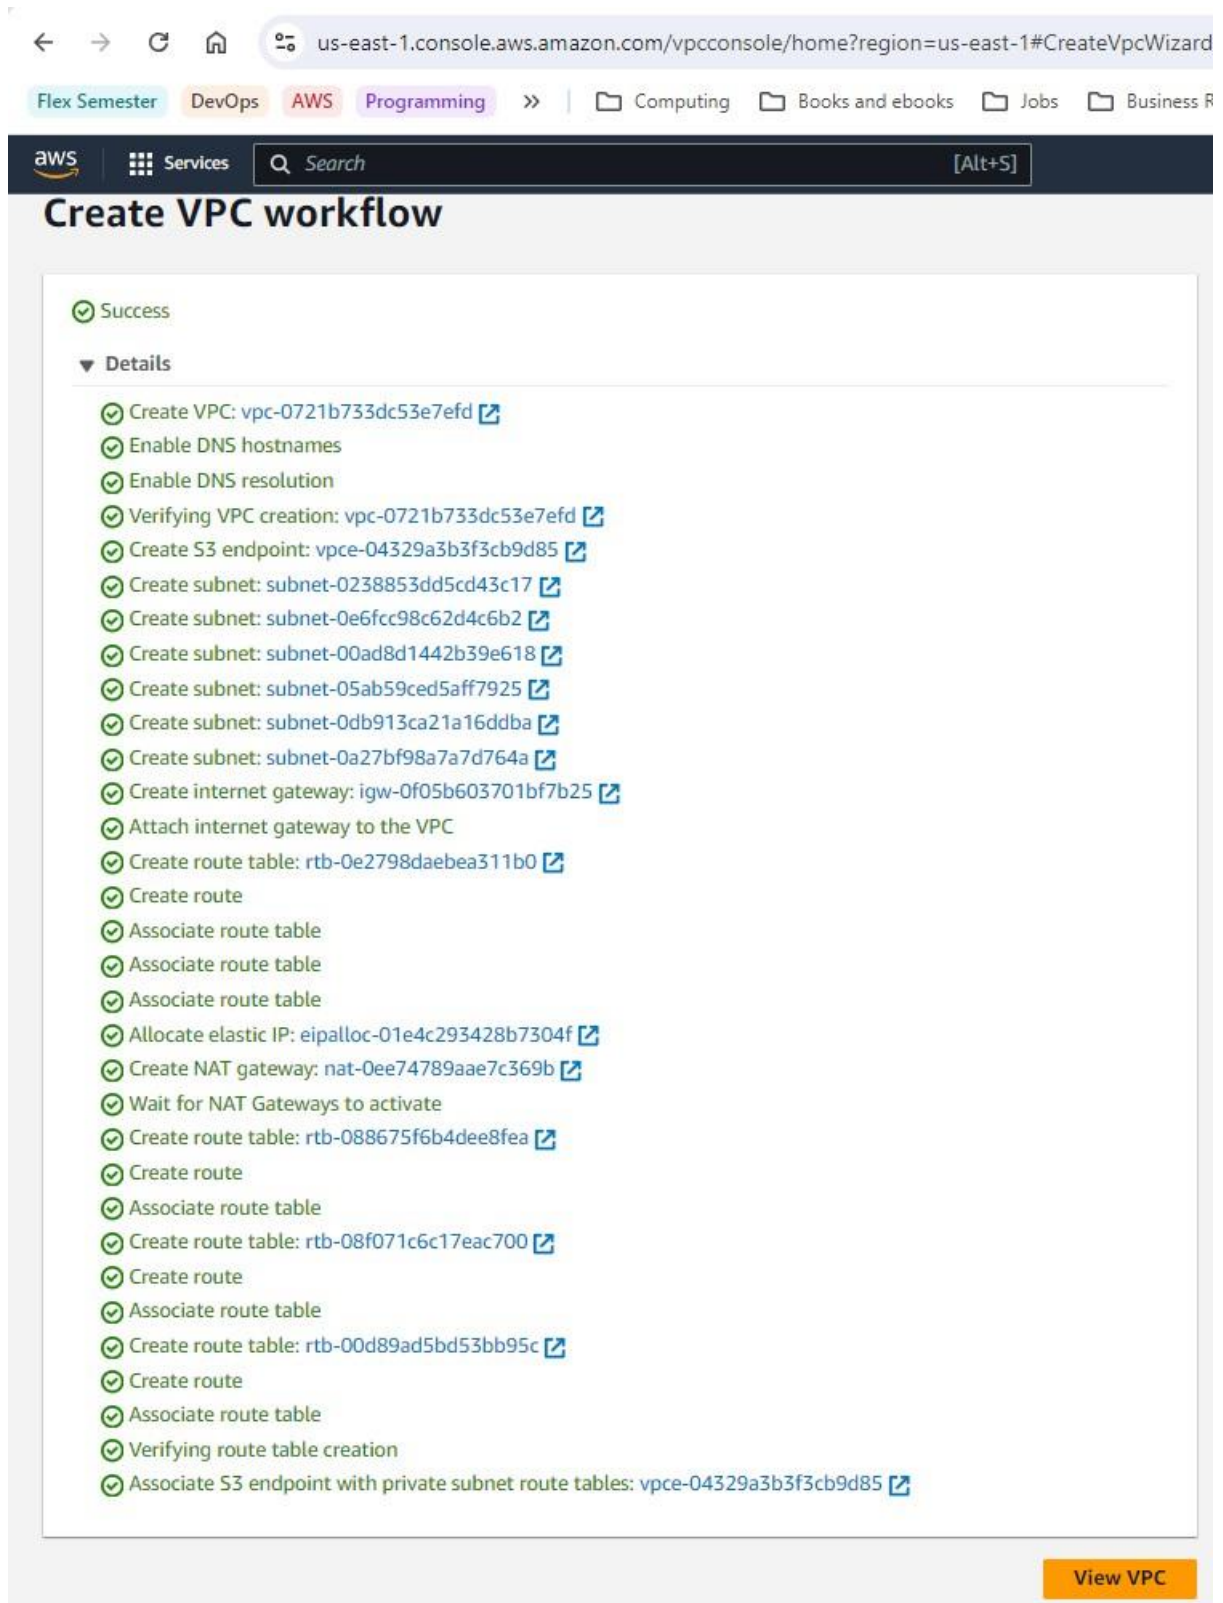 us-east-1.console.aws.amazon.com/vpcconsole/home?region=us-east-1#CreateVpcWizard
Flex Semester DevOps AWS Programming » Computing Books and ebooks Jobs Business R
aws Services Search [Alt+S]
Create VPC workflow
Success
Details
Create VPC: vpc-0721b733dc53e7efd
Enable DNS hostnames
Enable DNS resolution
Verifying VPC creation: vpc-0721b733dc53e7efd
Create S3 endpoint: vpce-04329a3b3f3cb9d85
Create subnet: subnet-0238853dd5cd43c17
Create subnet: subnet-0e6fcc98c62d4c6b2
Create subnet: subnet-00ad8d1442b39e618
Create subnet: subnet-05ab59ced5aff7925
Create subnet: subnet-0db913ca21a16ddba
Create subnet: subnet-0a27bf98a7a7d764a
Create internet gateway: igw-0f05b603701bf7b25
Attach internet gateway to the VPC
Create route table: rtb-0e2798daebea311b0
Create route
Associate route table
Associate route table
Associate route table
Allocate elastic IP: eipalloc-01e4c293428b7304f
Create NAT gateway: nat-0ee74789aae7c369b
Wait for NAT Gateways to activate
Create route table: rtb-088675f6b4dee8fea
Create route
Associate route table
Create route table: rtb-08f071c6c17eac700
Create route
Associate route table
Create route table: rtb-00d89ad5bd53bb95c
Create route
Associate route table
Verifying route table creation
Associate S3 endpoint with private subnet route tables: vpce-04329a3b3f3cb9d85
View VPC